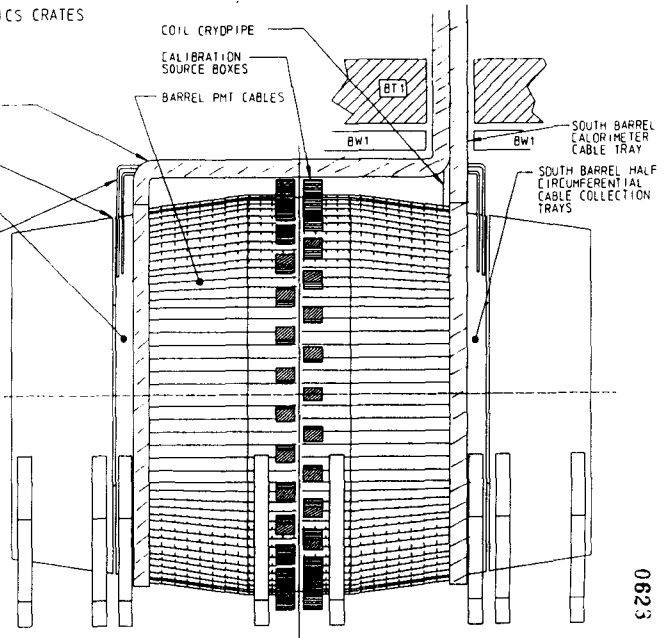 ICS CRATES
COIL CRYOPIPE
CALIBRATION
SOURCE BOXES
BARREL PMT CABLES
BT1
BW1
BW1
SOUTH BARREL
CALORIMETER
CABLE TRAY
SOUTH BARREL HALF
CIRCUMFERENTIAL
CABLE COLLECTION
TRAYS
0623